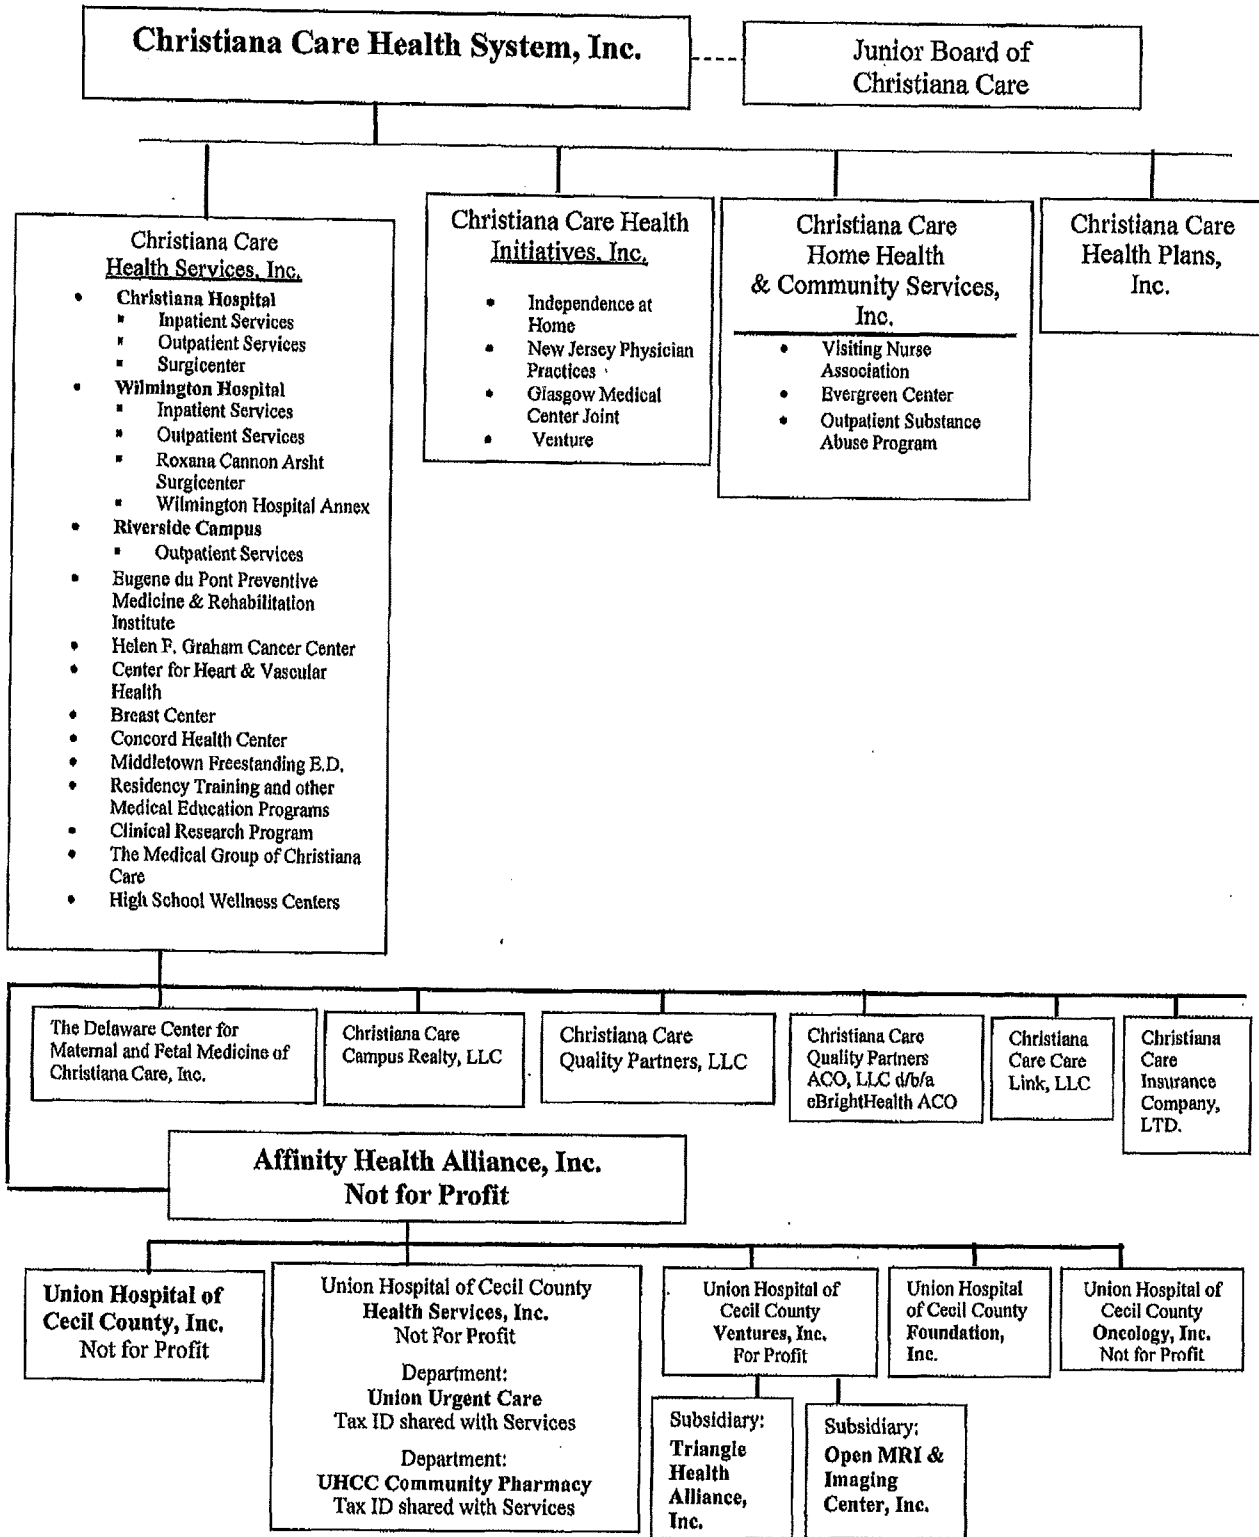 Christiana Care Health System, Inc.
Junior Board of
Christiana Care
Christiana Care
Health Services, Inc.
• Christiana Hospital
▪ Inpatient Services
▪ Outpatient Services
▪ Surgicenter
• Wilmington Hospital
▪ Inpatient Services
▪ Outpatient Services
▪ Roxana Cannon Arsht
Surgicenter
▪ Wilmington Hospital Annex
• Riverside Campus
▪ Outpatient Services
• Eugene du Pont Preventive
Medicine & Rehabilitation
Institute
• Helen F. Graham Cancer Center
• Center for Heart & Vascular
Health
• Breast Center
• Concord Health Center
• Middletown Freestanding E.D.
• Residency Training and other
Medical Education Programs
• Clinical Research Program
• The Medical Group of Christiana
Care
• High School Wellness Centers
Christiana Care Health
Initiatives, Inc.
• Independence at
Home
• New Jersey Physician
Practices
• Glasgow Medical
Center Joint
• Venture
Christiana Care
Home Health
& Community Services,
Inc.
• Visiting Nurse
Association
• Evergreen Center
• Outpatient Substance
Abuse Program
Christiana Care
Health Plans,
Inc.
The Delaware Center for
Maternal and Fetal Medicine of
Christiana Care, Inc.
Christiana Care
Campus Realty, LLC
Christiana Care
Quality Partners, LLC
Christiana Care
Quality Partners
ACO, LLC d/b/a
eBrightHealth ACO
Christiana
Care Care
Link, LLC
Christiana
Care
Insurance
Company,
LTD.
Affinity Health Alliance, Inc.
Not for Profit
Union Hospital of
Cecil County, Inc.
Not for Profit
Union Hospital of Cecil County
Health Services, Inc.
Not For Profit
Department:
Union Urgent Care
Tax ID shared with Services
Department:
UHCC Community Pharmacy
Tax ID shared with Services
Union Hospital of
Cecil County
Ventures, Inc.
For Profit
Union Hospital
of Cecil County
Foundation,
Inc.
Union Hospital of
Cecil County
Oncology, Inc.
Not for Profit
Subsidiary:
Triangle
Health
Alliance,
Inc.
Subsidiary:
Open MRI &
Imaging
Center, Inc.